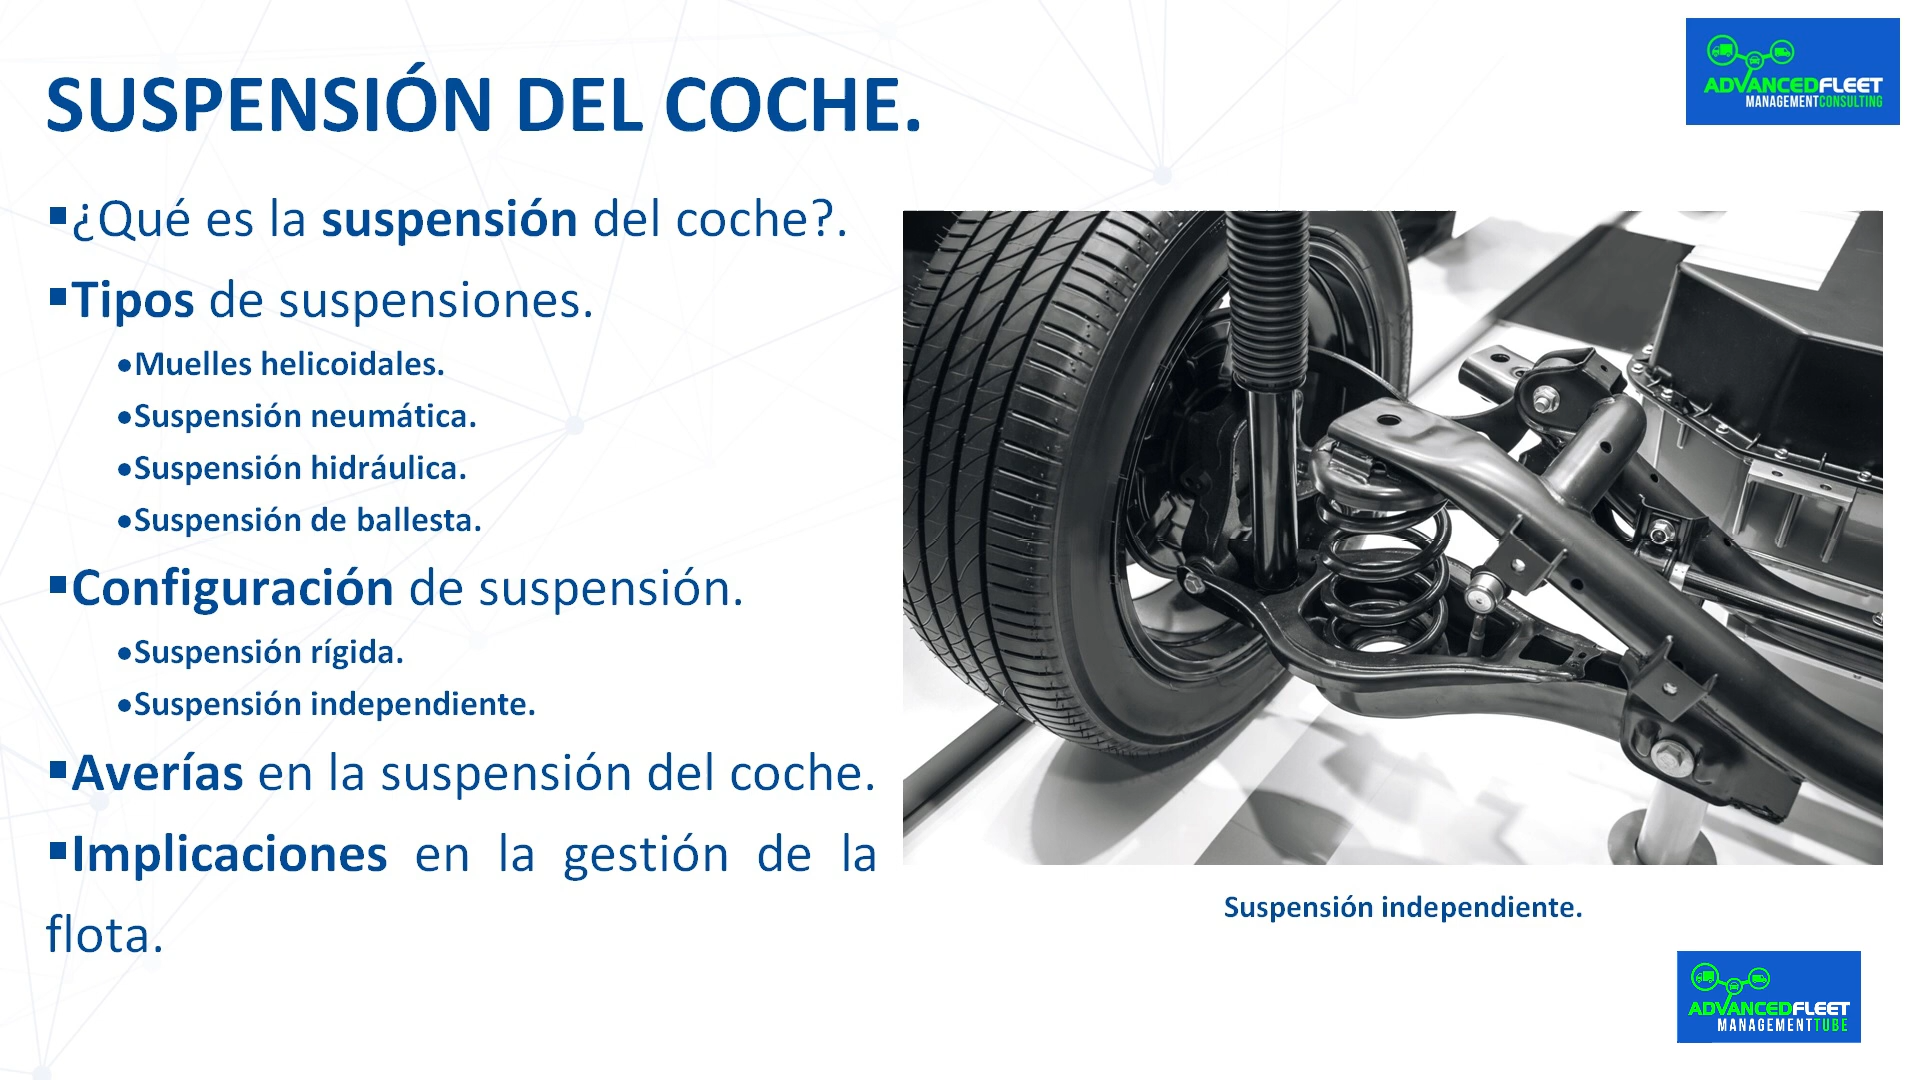 SUSPENSIÓN DEL COCHE.
ADVANCEDFLEET
MANAGEMENTCONSULTING
▪¿Qué es la suspensión del coche?.
▪Tipos de suspensiones.
•Muelles helicoidales.
•Suspensión neumática.
•Suspensión hidráulica.
•Suspensión de ballesta.
▪Configuración de suspensión.
•Suspensión rígida.
•Suspensión independiente.
▪Averías en la suspensión del coche.
▪Implicaciones en la gestión de la
flota.
Suspensión independiente.
ADVANCEDFLEET
MANAGEMENTTUBE